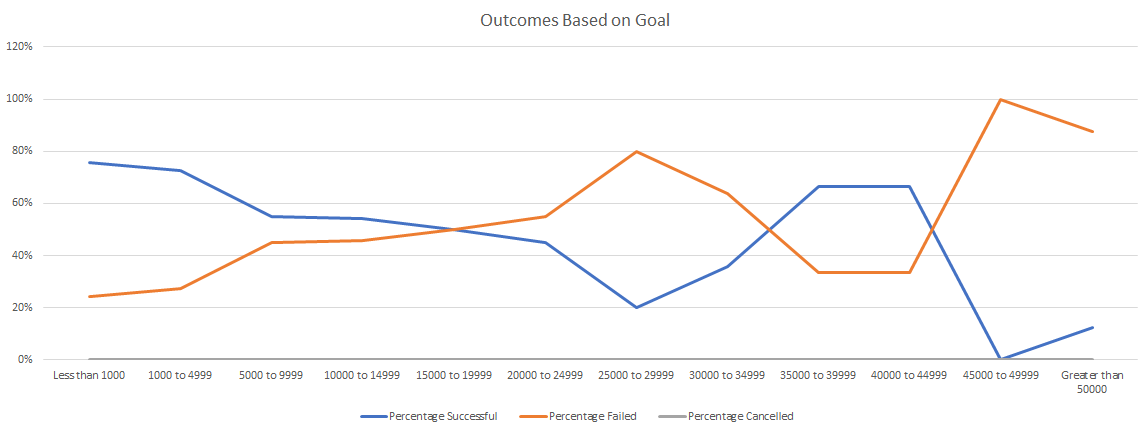 Outcomes Based on Goal
120%
100%
80%
60%
40%
20%
0%
Less than 1000 1000 to 4999 5000 to 9999 10000 to 14999 15000 to 19999 20000 to 24999 25000 to 29999 30000 to 34999 35000 to 39999 40000 to 44999 45000 to 49999 Greater than
50000
Percentage Successful Percentage Failed Percentage Cancelled